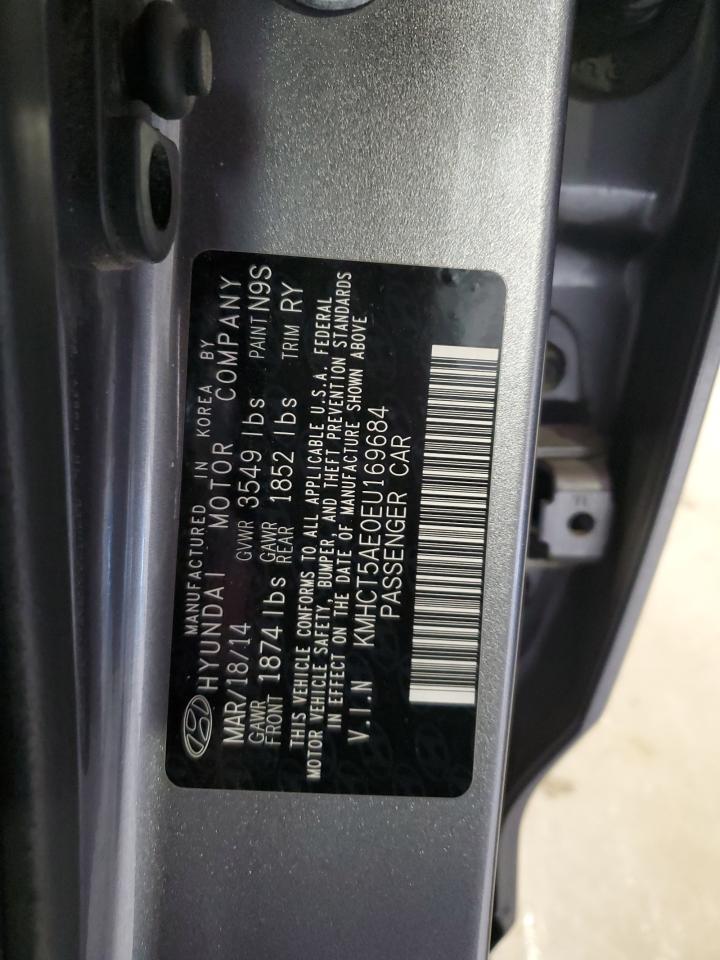 MANUFACTURED IN KOREA BY
HYUNDAI MOTOR COMPANY
MAR/18/14 GVWR 3549 lbs PAINT N9S
GAWR FRONT 1874 lbs GAWR REAR 1852 lbs TRIM RY
THIS VEHICLE CONFORMS TO ALL APPLICABLE U.S.A. FEDERAL
MOTOR VEHICLE SAFETY, BUMPER, AND THEFT PREVENTION STANDARDS
IN EFFECT ON THE DATE OF MANUFACTURE SHOWN ABOVE
V.I.N KMHCT5AE0EU169684
PASSENGER CAR